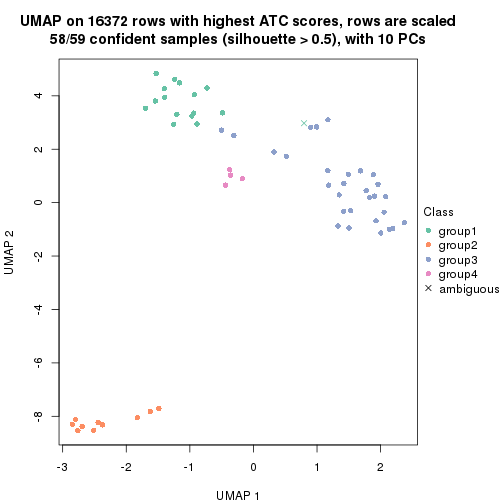 UMAP on 16372 rows with highest ATC scores, rows are scaled
58/59 confident samples (silhouette > 0.5), with 10 PCs
4
2
0
-2
-4
-6
-8
UMAP 2
-3
-2
-1
0
1
2
UMAP 1
Class
group1
group2
group3
group4
ambiguous